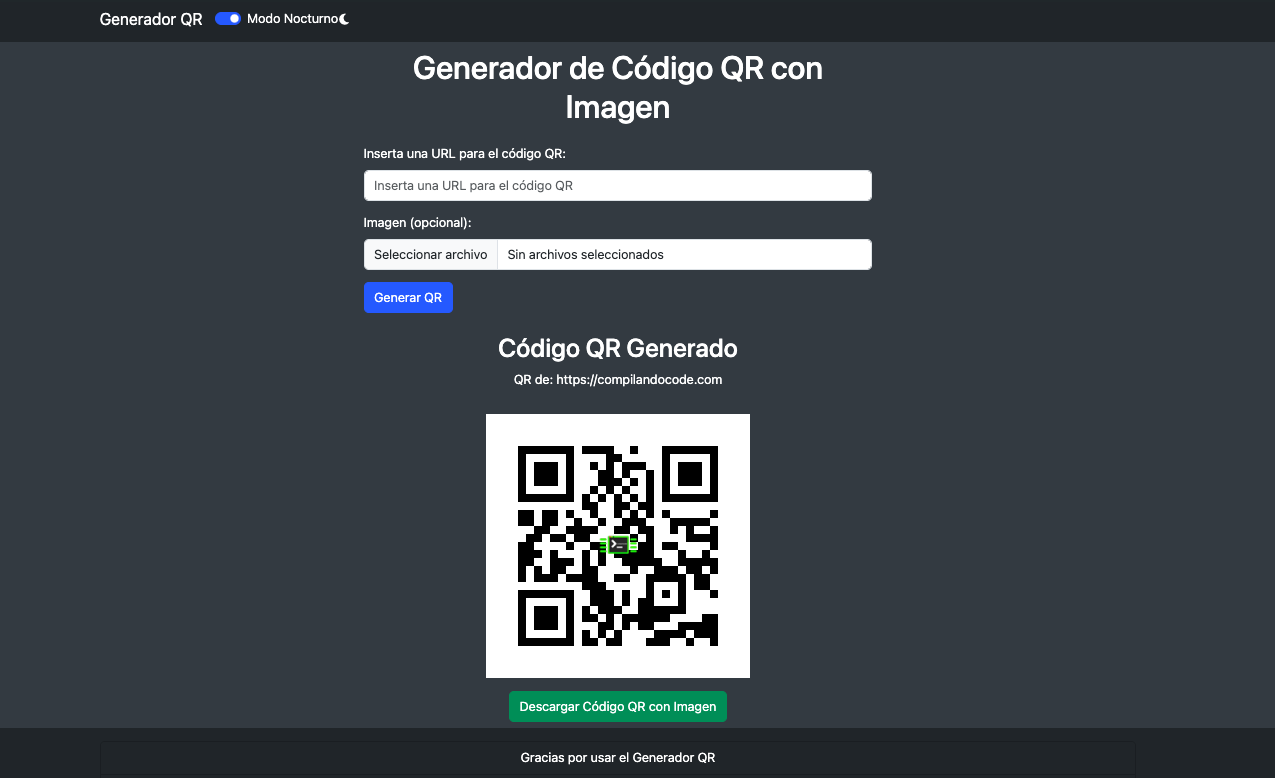 Generador QR Modo Nocturno
Generador de Código QR con
Imagen
Inserta una URL para el código QR:
Inserta una URL para el código QR
Imagen (opcional):
Seleccionar archivo Sin archivos seleccionados
Generar QR
Código QR Generado
QR de: https://compilandocode.com
>_
Descargar Código QR con Imagen
Gracias por usar el Generador QR